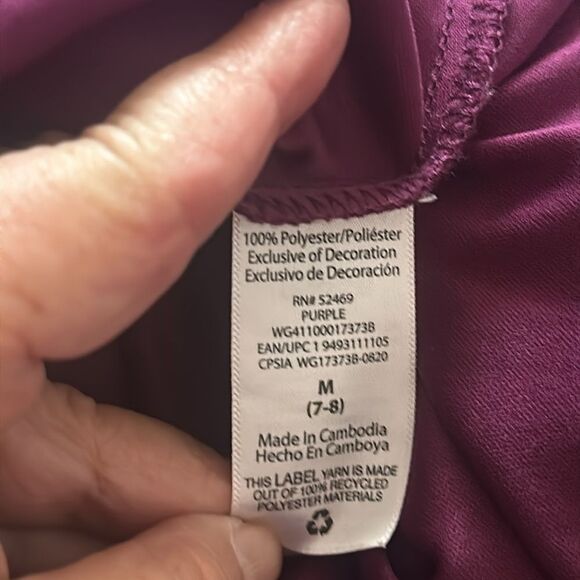 100% Polyester/Poliéster
Exclusive of Decoration
Exclusivo de Decoración
RN# 52469
PURPLE
WG41100017373B
EAN/UPC 1 9493111105
CPSIA WG17373B-0820
M
(7-8)
Made In Cambodia
Hecho En Camboya
THIS LABEL YARN IS MADE
OUT OF 100% RECYCLED
POLYESTER MATERIALS